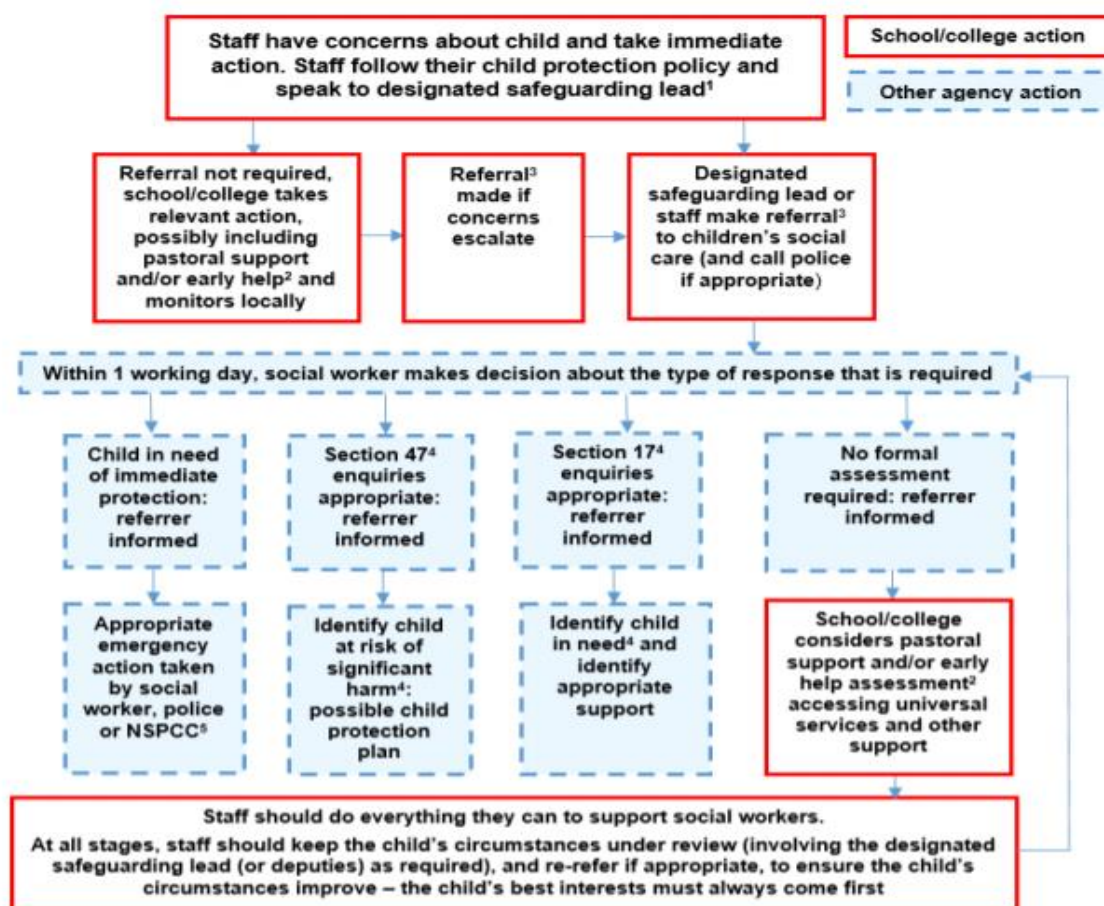 Staff have concerns about child and take immediate
action. Staff follow their child protection policy and
speak to designated safeguarding lead¹
School/college action
Other agency action
Referral not required,
school/college takes
relevant action,
possibly including
pastoral support
and/or early help² and
monitors locally
Referral³
made if
concerns
escalate
Designated
safeguarding lead or
staff make referral³
to children's social
care (and call police
if appropriate)
Within 1 working day, social worker makes decision about the type of response that is required
Child in need
of immediate
protection:
referrer
informed
Section 47⁴
enquiries
appropriate:
referrer
informed
Section 17⁴
enquiries
appropriate:
referrer
informed
No formal
assessment
required: referrer
informed
Appropriate
emergency
action taken
by social
worker, police
or NSPCC⁵
Identify child
at risk of
significant
harm⁴:
possible child
protection
plan
Identify child
in need⁴ and
identify
appropriate
support
School/college
considers pastoral
support and/or early
help assessment²
accessing universal
services and other
support
Staff should do everything they can to support social workers.
At all stages, staff should keep the child's circumstances under review (involving the designated
safeguarding lead (or deputies) as required), and re-refer if appropriate, to ensure the child's
circumstances improve – the child's best interests must always come first